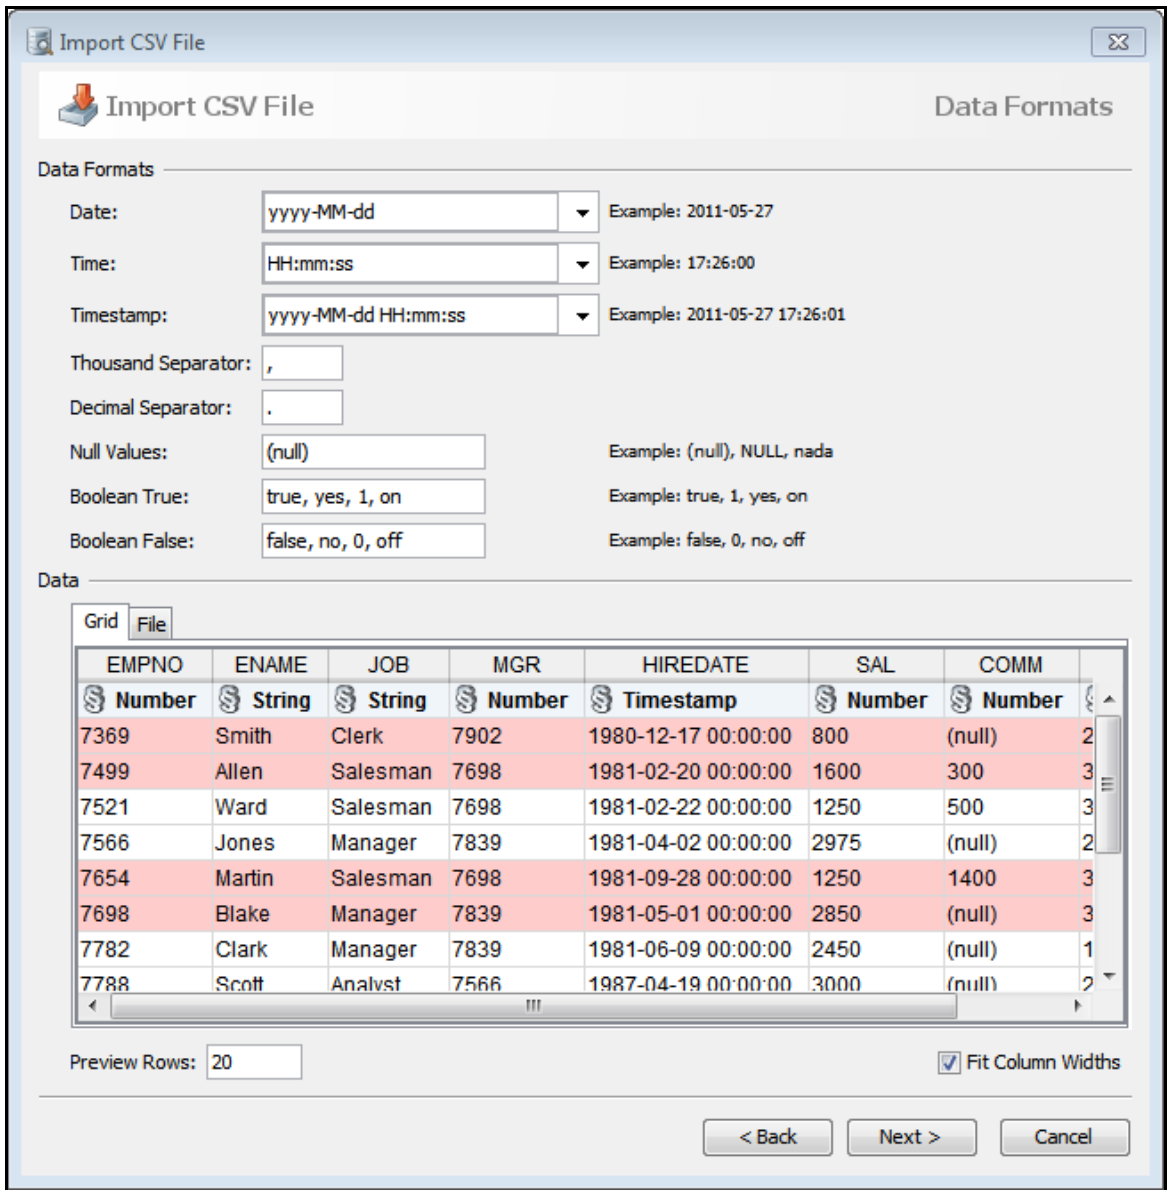 Import CSV File
Import CSV File Data Formats
Data Formats
Date: yyyy-MM-dd Example: 2011-05-27
Time: HH:mm:ss Example: 17:26:00
Timestamp: yyyy-MM-dd HH:mm:ss Example: 2011-05-27 17:26:01
Thousand Separator: ,
Decimal Separator: .
Null Values: (null) Example: (null), NULL, nada
Boolean True: true, yes, 1, on Example: true, 1, yes, on
Boolean False: false, no, 0, off Example: false, 0, no, off
Data
Grid File
EMPNO ENAME JOB MGR HIREDATE SAL COMM
Number String String Number Timestamp Number Number
7369 Smith Clerk 7902 1980-12-17 00:00:00 800 (null) 2
7499 Allen Salesman 7698 1981-02-20 00:00:00 1600 300 3
7521 Ward Salesman 7698 1981-02-22 00:00:00 1250 500 3
7566 Jones Manager 7839 1981-04-02 00:00:00 2975 (null) 2
7654 Martin Salesman 7698 1981-09-28 00:00:00 1250 1400 3
7698 Blake Manager 7839 1981-05-01 00:00:00 2850 (null) 3
7782 Clark Manager 7839 1981-06-09 00:00:00 2450 (null) 1
7788 Scott Analyst 7566 1987-04-19 00:00:00 3000 (null) 2
Preview Rows: 20 Fit Column Widths
< Back Next > Cancel